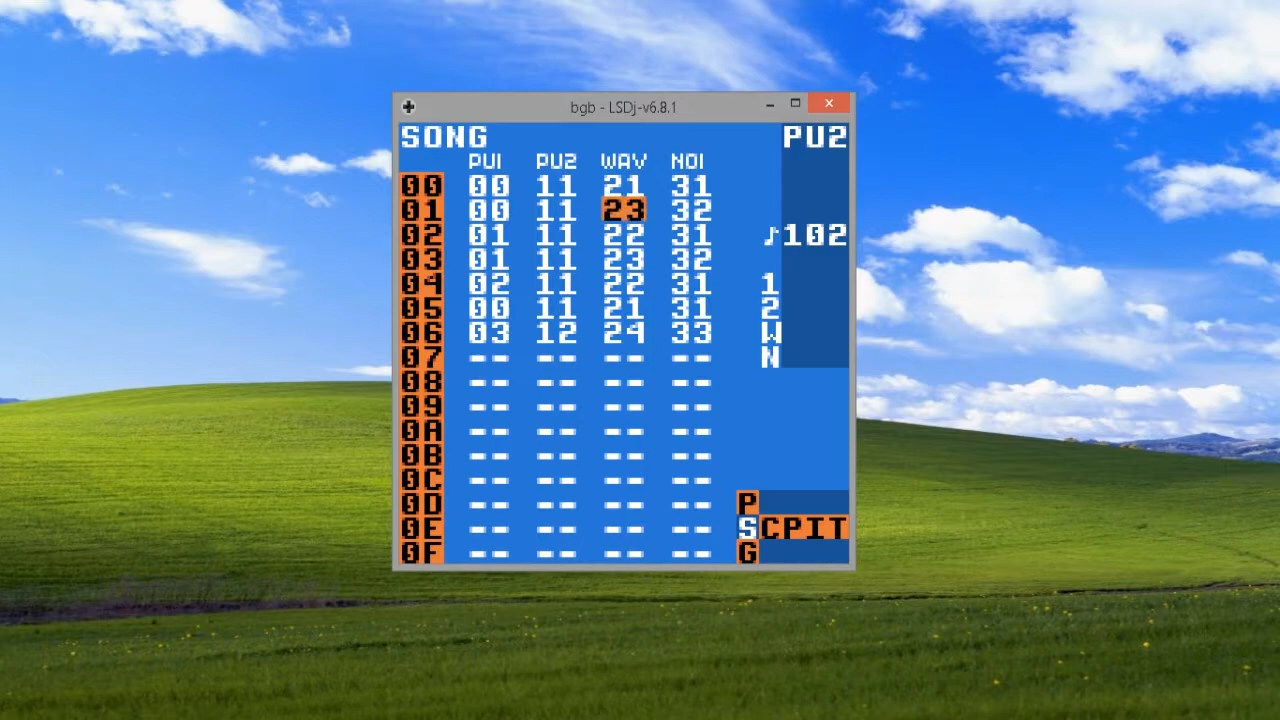 bgb - LSDj-v6.8.1
SONG PU2
PU1 PU2 WAV NOI
00 00 11 21 31
01 00 11 23 32
02 01 11 22 31 ♪102
03 01 11 23 32
04 02 11 22 31 1
05 00 11 21 31 2
06 03 12 24 33 W
07 -- -- -- -- N
08 -- -- -- --
09 -- -- -- --
0A -- -- -- --
0B -- -- -- --
0C -- -- -- --
0D -- -- -- -- P
0E -- -- -- -- SCPIT
0F -- -- -- -- G